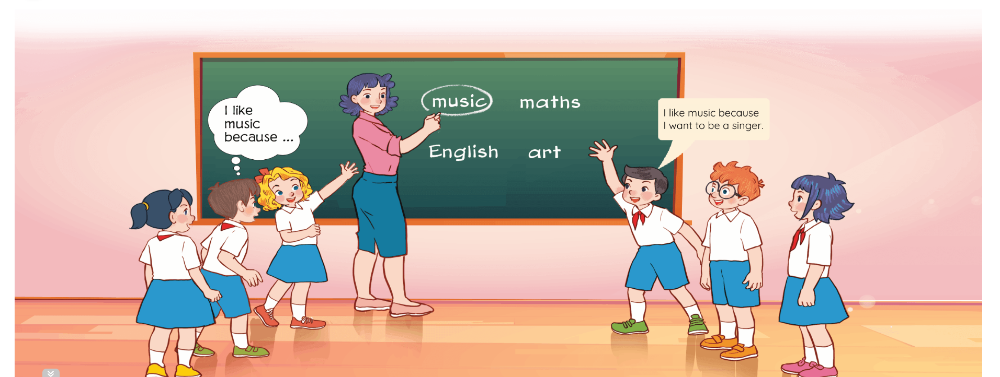 I like
music
because ...
music maths
English art
I like music because
I want to be a singer.